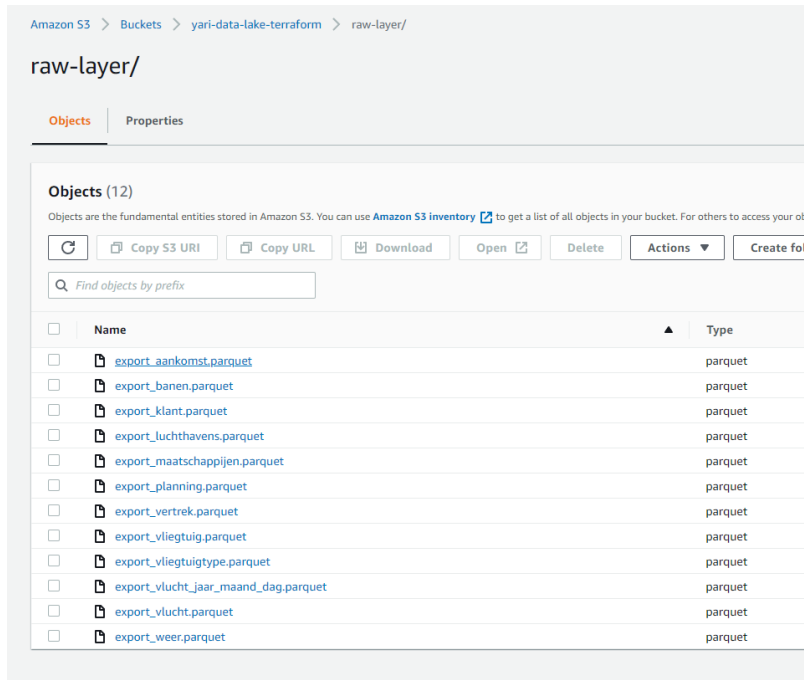 Amazon S3 > Buckets > yari-data-lake-terraform > raw-layer/
raw-layer/
Objects Properties
Objects (12)
Objects are the fundamental entities stored in Amazon S3. You can use Amazon S3 inventory to get a list of all objects in your bucket. For others to access your
Copy S3 URI Copy URL Download Open Delete Actions Create
Find objects by prefix
Name Type
export_aankomst.parquet parquet
export_banen.parquet parquet
export_klant.parquet parquet
export_luchthavens.parquet parquet
export_maatschappijen.parquet parquet
export_planning.parquet parquet
export_vertrek.parquet parquet
export_vliegtuig.parquet parquet
export_vliegtuigtype.parquet parquet
export_vlucht_jaar_maand_dag.parquet parquet
export_vlucht.parquet parquet
export_weer.parquet parquet